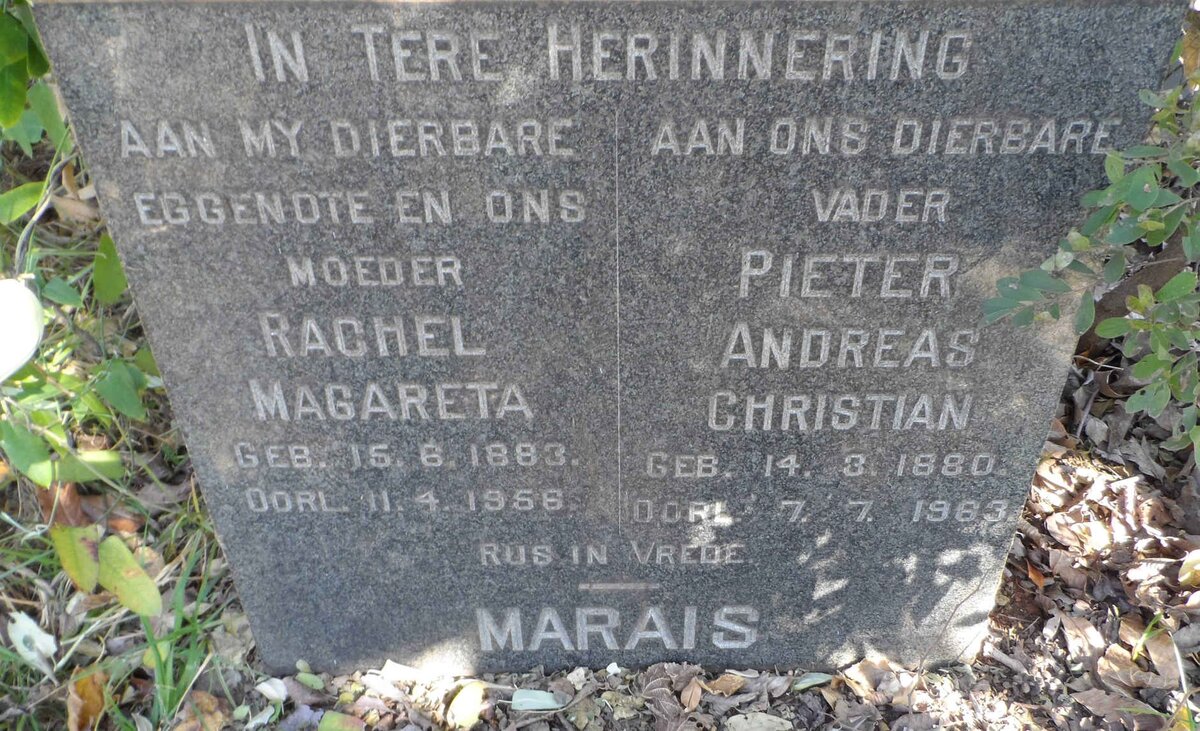 IN TERE HERINNERING
AAN MY DIERBARE
EGGENOTE EN ONS
MOEDER
RACHEL
MAGARETA
GEB. 15. 6. 1883.
OORL. 11. 4. 1958.
AAN ONS DIERBARE
VADER
PIETER
ANDREAS
CHRISTIAN
GEB. 14. 3. 1880.
OORL. 7. 7. 1963.
RUS IN VREDE
MARAIS